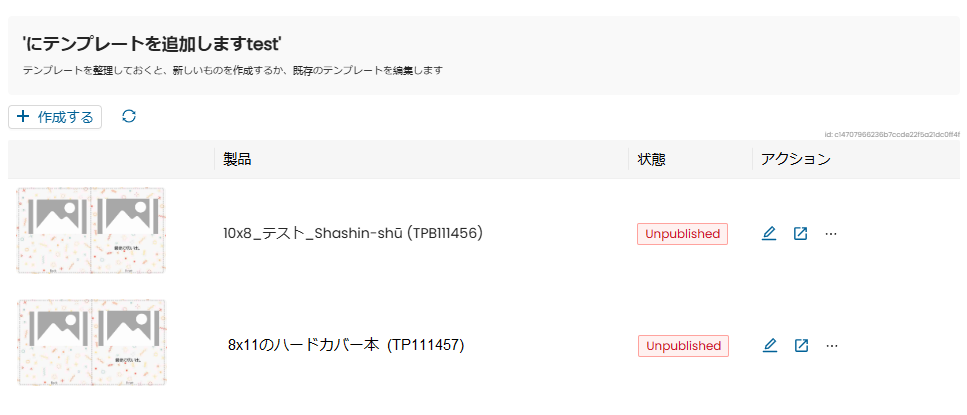 'にテンプレートを追加しますtest'
テンプレートを整理しておくと、新しいものを作成するか、既存のテンプレートを編集します
+ 作成する
id: c14707966236b7ccde22f5a21dc0ff4f
製品 状態 アクション
10x8_テスト_Shashin-shū (TPB111456) Unpublished
8x11のハードカバー本 (TP111457) Unpublished